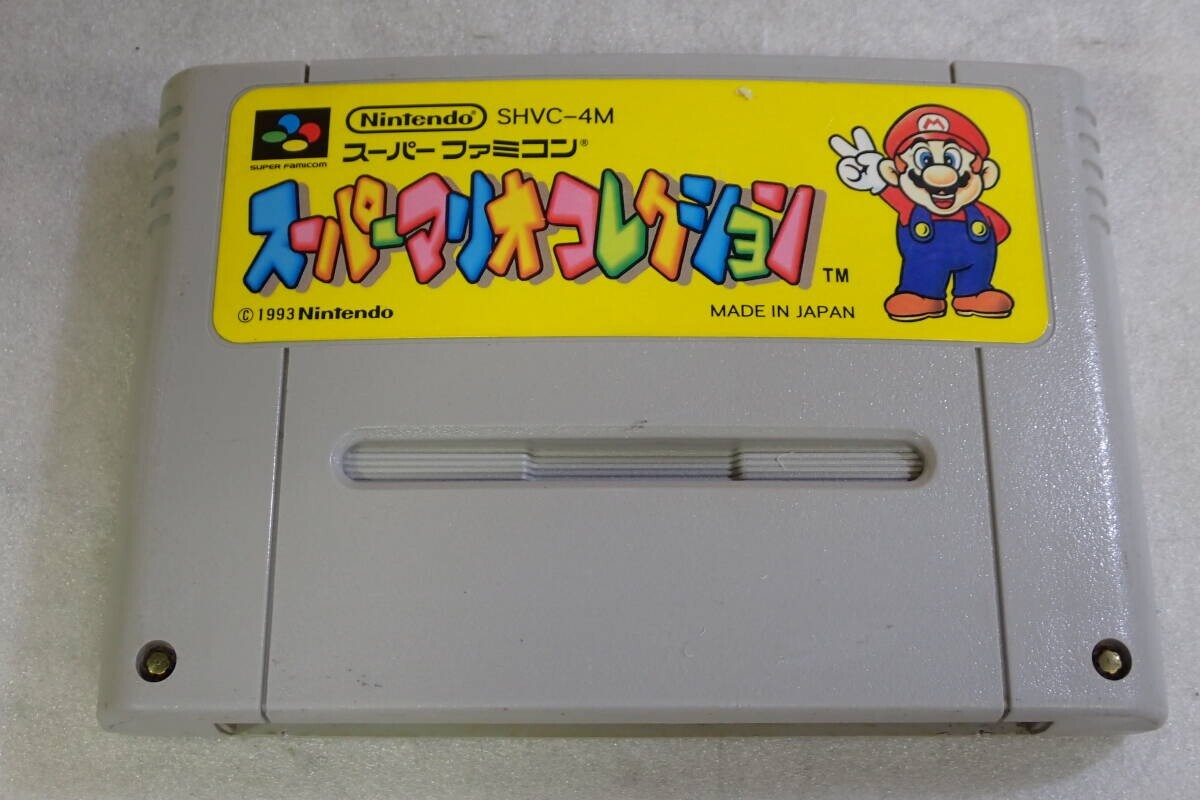 Nintendo® SHVC-4M
SUPER FAMICOM
スーパーファミコン®
スーパーマリオコレクション TM
M
© 1993 Nintendo
MADE IN JAPAN